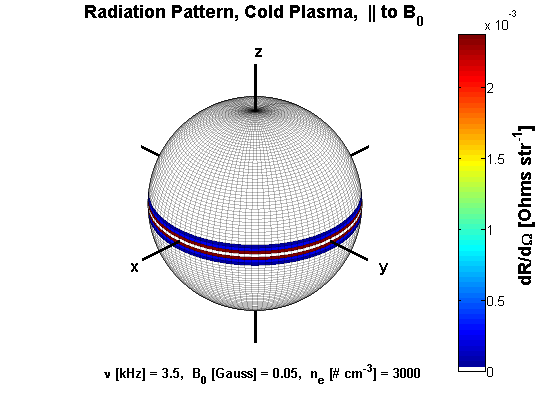 Radiation Pattern, Cold Plasma, || to B0
x 10-3
z
2
1.5
1
0.5
0
dR/dΩ [Ohms str-1]
x
y
ν [kHz] = 3.5, B0 [Gauss] = 0.05, ne [# cm-3] = 3000